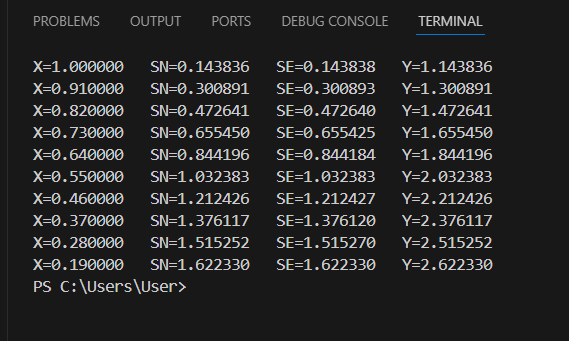 PROBLEMS OUTPUT PORTS DEBUG CONSOLE TERMINAL
X=1.000000 SN=0.143836 SE=0.143838 Y=1.143836
X=0.910000 SN=0.300891 SE=0.300893 Y=1.300891
X=0.820000 SN=0.472641 SE=0.472640 Y=1.472641
X=0.730000 SN=0.655450 SE=0.655425 Y=1.655450
X=0.640000 SN=0.844196 SE=0.844184 Y=1.844196
X=0.550000 SN=1.032383 SE=1.032383 Y=2.032383
X=0.460000 SN=1.212426 SE=1.212427 Y=2.212426
X=0.370000 SN=1.376117 SE=1.376120 Y=2.376117
X=0.280000 SN=1.515252 SE=1.515270 Y=2.515252
X=0.190000 SN=1.622330 SE=1.622330 Y=2.622330
PS C:\Users\User>